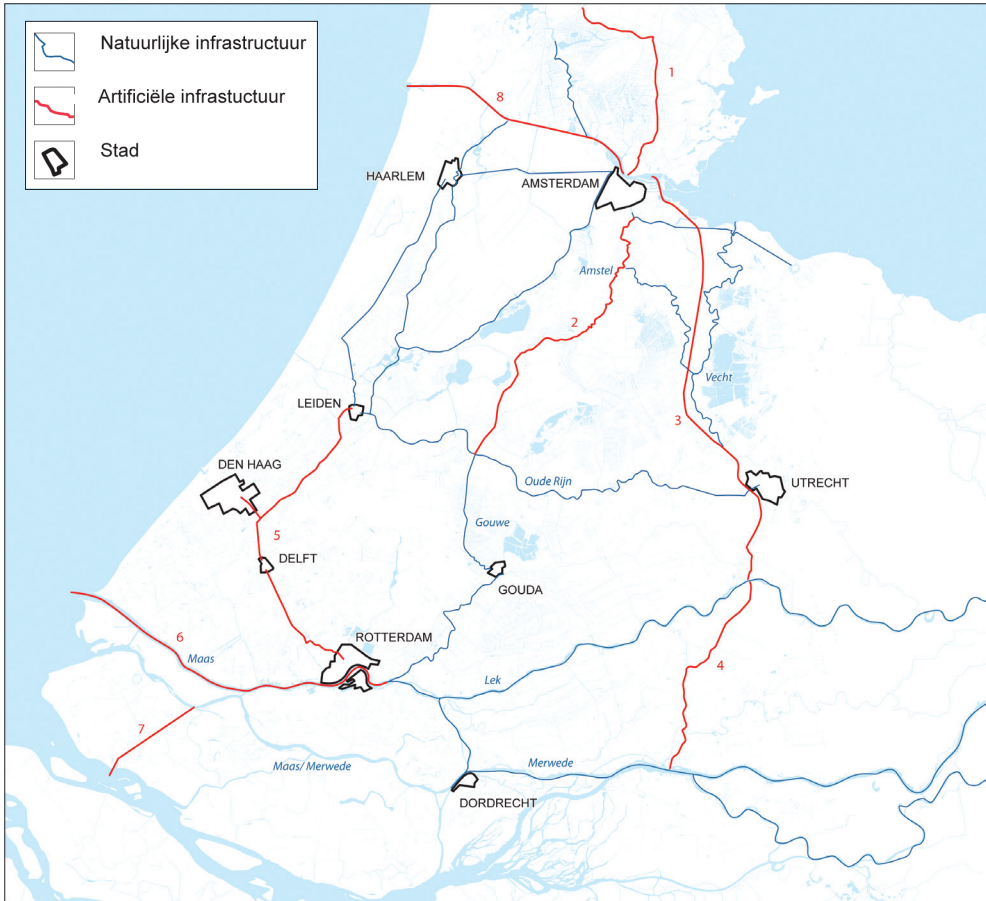 Natuurlijke infrastructuur
Artificiële infrastuctuur
Stad
1
8
HAARLEM
AMSTERDAM
Amstel
2
Vecht
LEIDEN
3
DEN HAAG
Oude Rijn
UTRECHT
Gouwe
5
DELFT
GOUDA
6
ROTTERDAM
Maas
4
Lek
7
Maas/ Merwede
Merwede
DORDRECHT